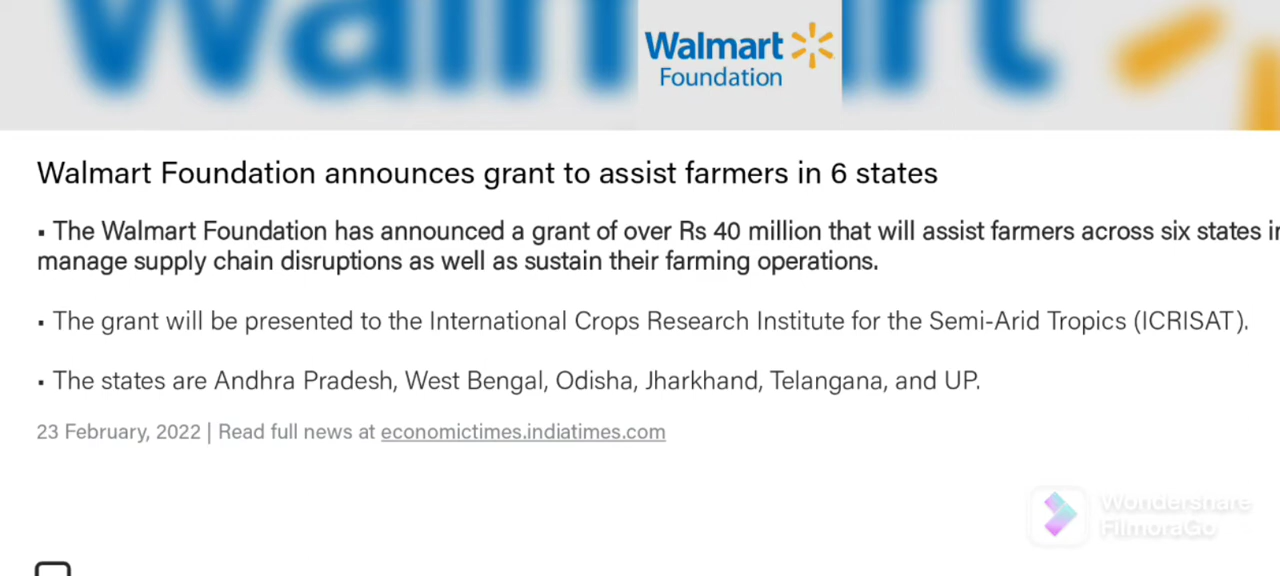 Walmart
Walmart
Foundation
Walmart Foundation announces grant to assist farmers in 6 states
▪ The Walmart Foundation has announced a grant of over Rs 40 million that will assist farmers across six states
manage supply chain disruptions as well as sustain their farming operations.
▪ The grant will be presented to the International Crops Research Institute for the Semi-Arid Tropics (ICRISAT).
▪ The states are Andhra Pradesh, West Bengal, Odisha, Jharkhand, Telangana, and UP.
23 February, 2022 | Read full news at economictimes.indiatimes.com
Wondershare
FilmoraGo